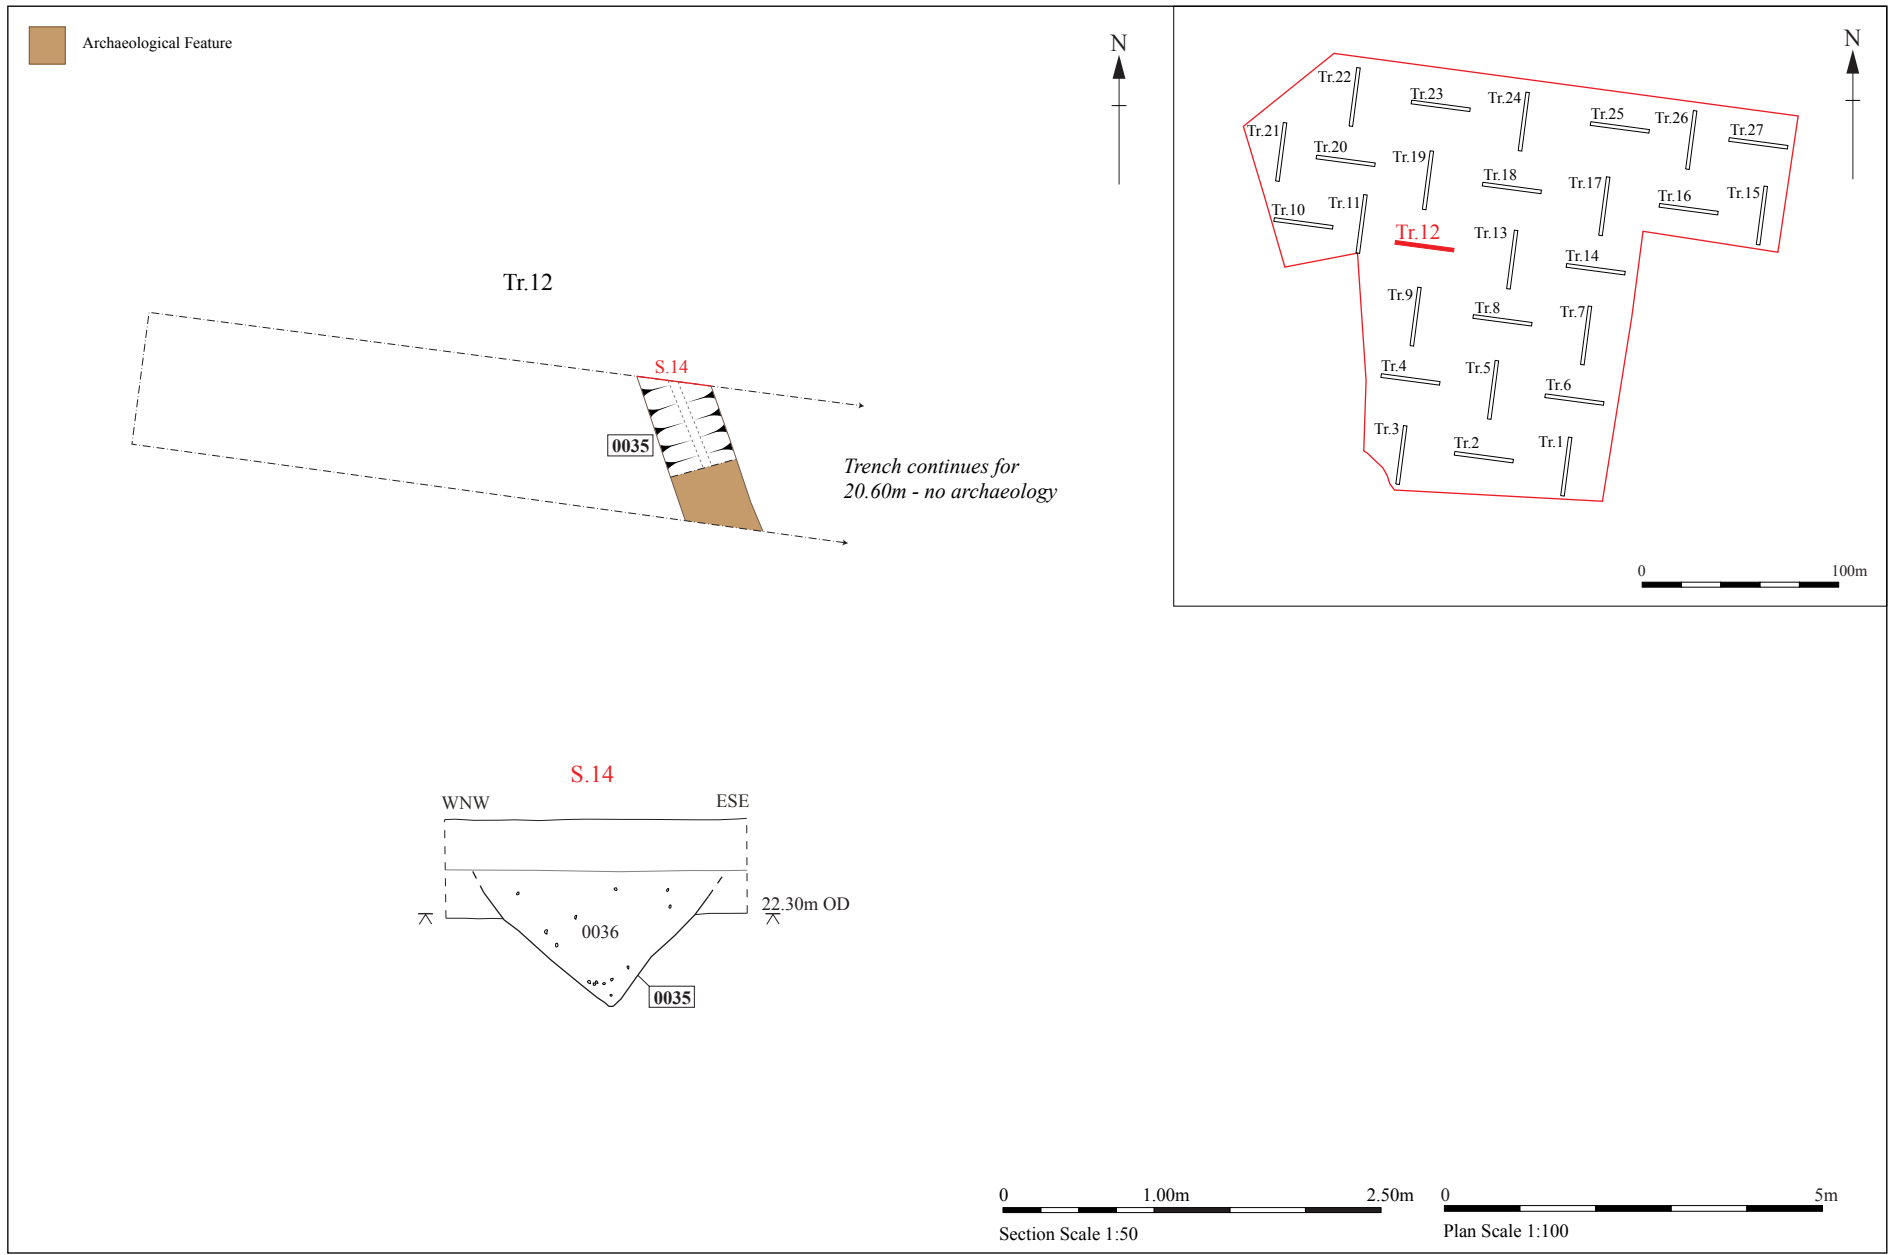 Archaeological Feature
N
N
Tr.22
Tr.23
Tr.24
Tr.25
Tr.26
Tr.27
Tr.21
Tr.20
Tr.19
Tr.18
Tr.17
Tr.16
Tr.15
Tr.10
Tr.11
Tr.12
Tr.13
Tr.14
Tr.9
Tr.8
Tr.7
Tr.4
Tr.5
Tr.6
Tr.3
Tr.2
Tr.1
0
100m
Tr.12
S.14
0035
Trench continues for
20.60m - no archaeology
S.14
WNW
ESE
22.30m OD
0036
0035
0
1.00m
2.50m
Section Scale 1:50
0
5m
Plan Scale 1:100